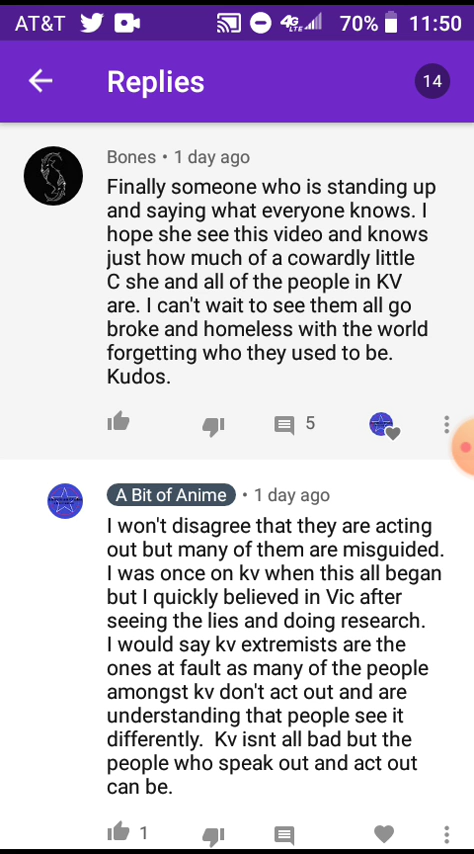 AT&T 4G LTE 70% 11:50
Replies 14
Bones • 1 day ago
Finally someone who is standing up
and saying what everyone knows. I
hope she see this video and knows
just how much of a cowardly little
C she and all of the people in KV
are. I can't wait to see them all go
broke and homeless with the world
forgetting who they used to be.
Kudos.
5
A Bit of Anime • 1 day ago
I won't disagree that they are acting
out but many of them are misguided.
I was once on kv when this all began
but I quickly believed in Vic after
seeing the lies and doing research.
I would say kv extremists are the
ones at fault as many of the people
amongst kv don't act out and are
understanding that people see it
differently.  Kv isnt all bad but the
people who speak out and act out
can be.
1